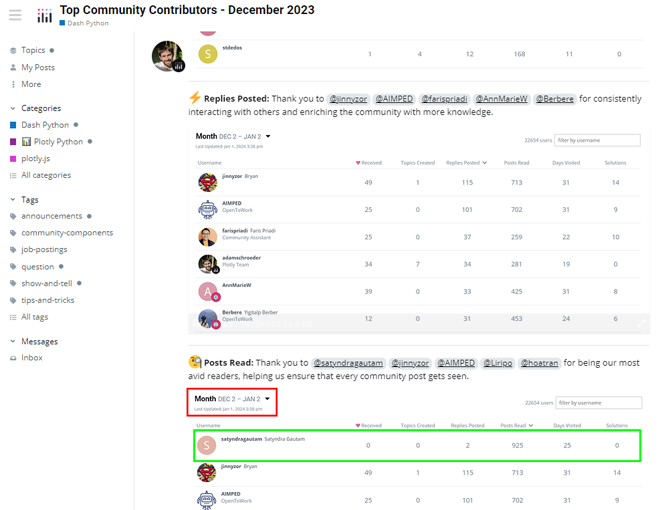 Top Community Contributors - December 2023
Dash Python
Topics
My Posts
More
Categories
Dash Python
Plotly Python
plotly.js
All categories
Tags
announcements
community-components
job-postings
question
show-and-tell
tips-and-tricks
All tags
Messages
Inbox
S stdedos 1 4 12 168 11 0
⚡ Replies Posted: Thank you to @jinnyzor @AIMPED @farispriadi @AnnMarieW @Berbere for consistently
interacting with others and enriching the community with more knowledge.
Month DEC 2 – JAN 2
Last Updated: Jan 1, 2024 3:08 pm
22654 users filter by username
Username Received Topics Created Replies Posted Posts Read Days Visited Solutions
jinnyzor Bryan 49 1 115 713 31 14
AIMPED
OpenToWork 25 0 101 702 31 9
farispriadi Faris Priadi
Community Assistant 25 0 37 259 22 10
adamschroeder
Plotly Team 34 7 34 281 19 0
A AnnMarieW 39 0 33 425 31 8
Berbere Yigitalp Berber
OpenToWork 12 0 31 453 24 6
🧐 Posts Read: Thank you to @satyndragautam @jinnyzor @AIMPED @Liripo @hoatran for being our most
avid readers, helping us ensure that every community post gets seen.
Month DEC 2 – JAN 2
Last Updated: Jan 1, 2024 3:08 pm
22654 users filter by username
Username Received Topics Created Replies Posted Posts Read Days Visited Solutions
S satyndragautam Satyndra Gautam 0 0 2 925 25 0
jinnyzor Bryan 49 1 115 713 31 14
AIMPED
OpenToWork 25 0 101 702 31 9